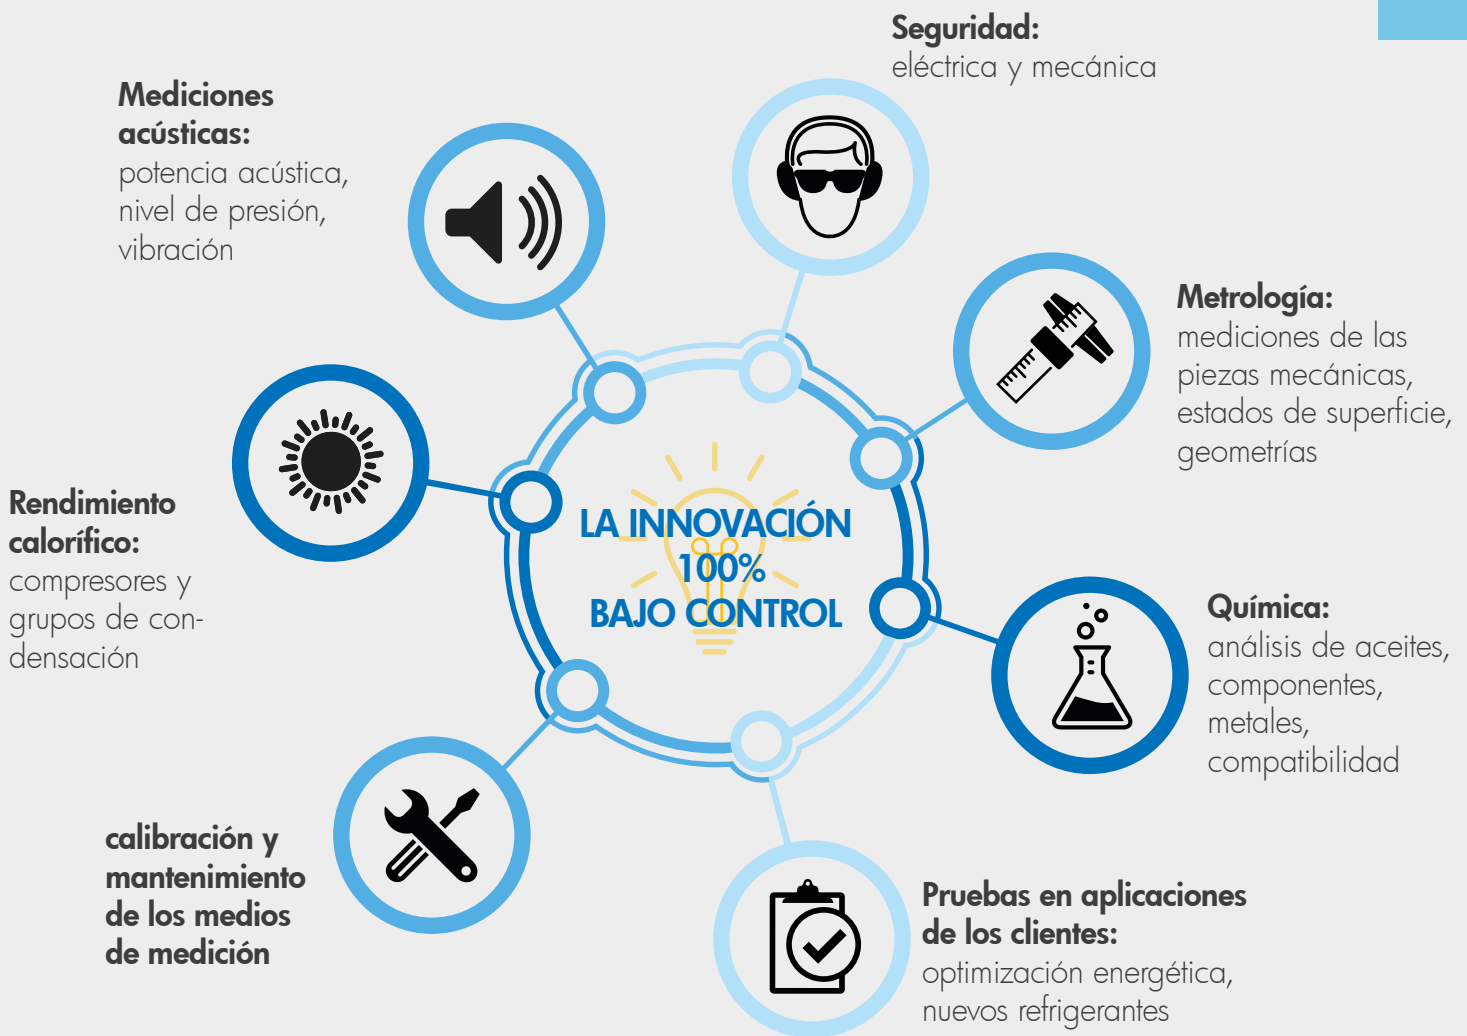 Seguridad:
eléctrica y mecánica
Mediciones
acústicas:
potencia acústica,
nivel de presión,
vibración
Metrología:
mediciones de las
piezas mecánicas,
estados de superficie,
geometrías
Rendimiento
calorífico:
compresores y
grupos de con-
densación
LA INNOVACIÓN
100%
BAJO CONTROL
Química:
análisis de aceites,
componentes,
metales,
compatibilidad
calibración y
mantenimiento
de los medios
de medición
Pruebas en aplicaciones
de los clientes:
optimización energética,
nuevos refrigerantes